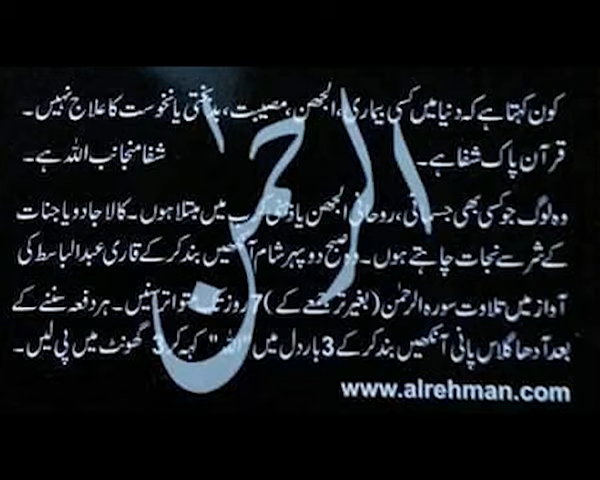 کون کہتا ہے کہ دنیا میں کسی بیماری، الجھن، مصیبت، بدبختی یا نحوست کا علاج نہیں۔
قرآن پاک شفا ہے۔ شفا منجانب اللہ ہے۔
وہ لوگ جو کسی بھی جسمانی، روحانی الجھن یا ذہنی کرب میں مبتلا ہوں۔ کالا جادو یا جنات
کے شر سے نجات چاہتے ہوں۔ وہ صبح دوپہر شام آنکھیں بند کر کے قاری عبدالباسط کی
آواز میں تلاوت سورہ الرحمٰن (بغیر ترجمے کے) 7 روز تک متواتر سنیں۔ ہر دفعہ سننے کے
بعد آدھا گلاس پانی آنکھیں بند کر کے 3 بار دل میں "اللہ" کہہ کر 3 گھونٹ میں پی لیں۔
www.alrehman.com
الرحمٰن